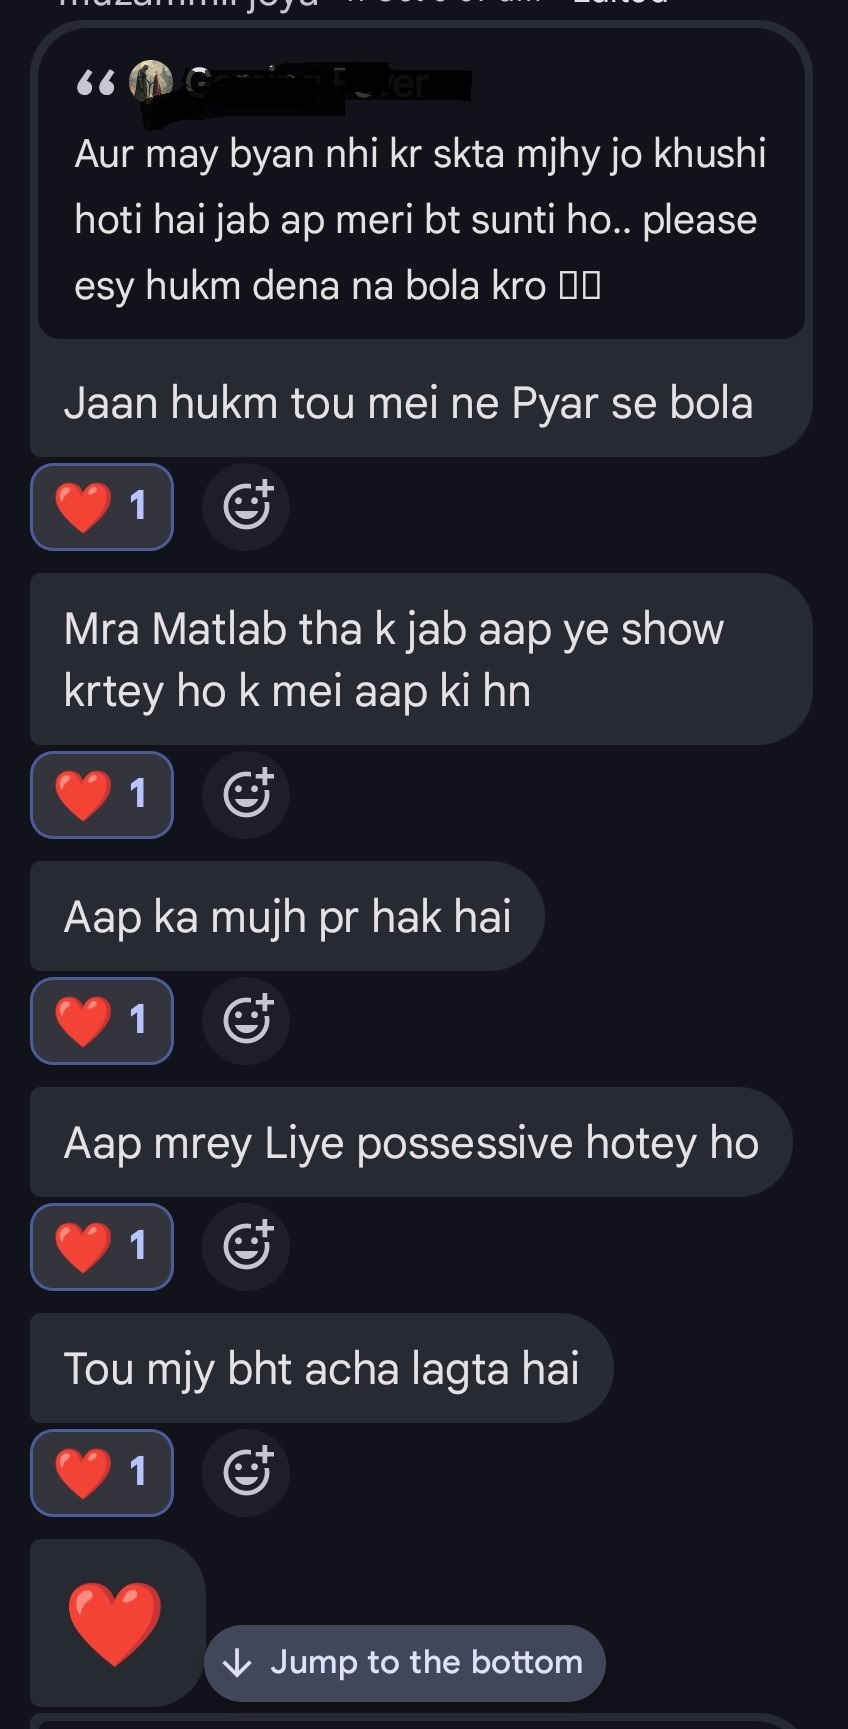 Aur may byan nhi kr skta mjhy jo khushi
hoti hai jab ap meri bt sunti ho.. please
esy hukm dena na bola kro
Jaan hukm tou mei ne Pyar se bola
❤️ 1
Mra Matlab tha k jab aap ye show
krtey ho k mei aap ki hn
❤️ 1
Aap ka mujh pr hak hai
❤️ 1
Aap mrey Liye possessive hotey ho
❤️ 1
Tou mjy bht acha lagta hai
❤️ 1
❤️
↓ Jump to the bottom